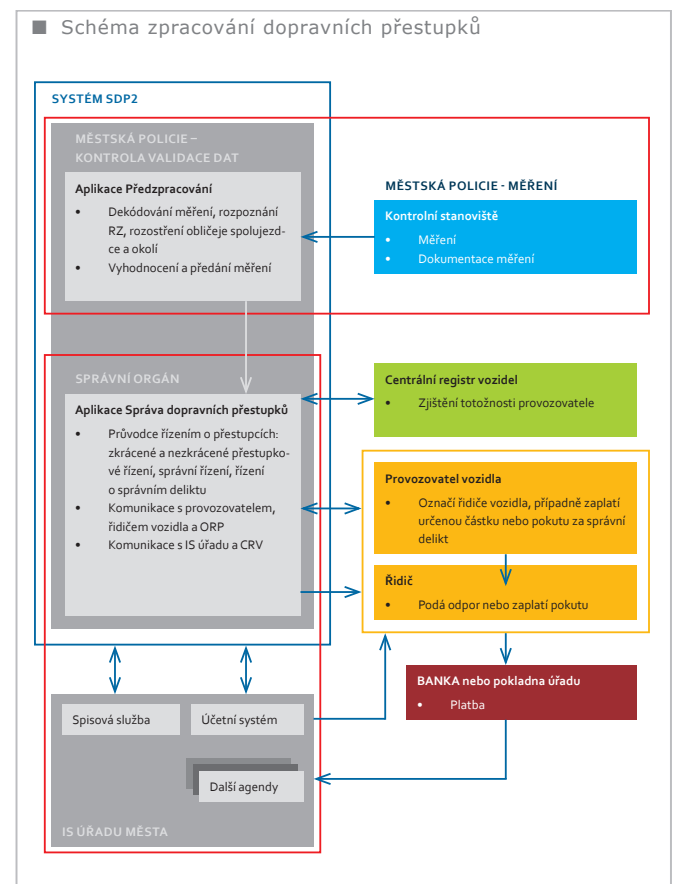 ■ Schéma zpracování dopravních přestupků
SYSTÉM SDP2
MĚSTSKÁ POLICIE –
KONTROLA VALIDACE DAT
Aplikace Předzpracování
• Dekódování měření, rozpoznání
RZ, rozostření obličeje spolujezd-
ce a okolí
• Vyhodnocení a předání měření
MĚSTSKÁ POLICIE - MĚŘENÍ
Kontrolní stanoviště
• Měření
• Dokumentace měření
SPRÁVNÍ ORGÁN
Aplikace Správa dopravních přestupků
• Průvodce řízením o přestupcích:
zkrácené a nezkrácené přestupko-
vé řízení, správní řízení, řízení
o správním deliktu
• Komunikace s provozovatelem,
řidičem vozidla a ORP
• Komunikace s IS úřadu a CRV
Centrální registr vozidel
• Zjištění totožnosti provozovatele
Provozovatel vozidla
• Označí řidiče vozidla, případně zaplatí
určenou částku nebo pokutu za správní
delikt
Řidič
• Podá odpor nebo zaplatí pokutu
BANKA nebo pokladna úřadu
• Platba
Spisová služba
Účetní systém
Další agendy
IS ÚŘADU MĚSTA